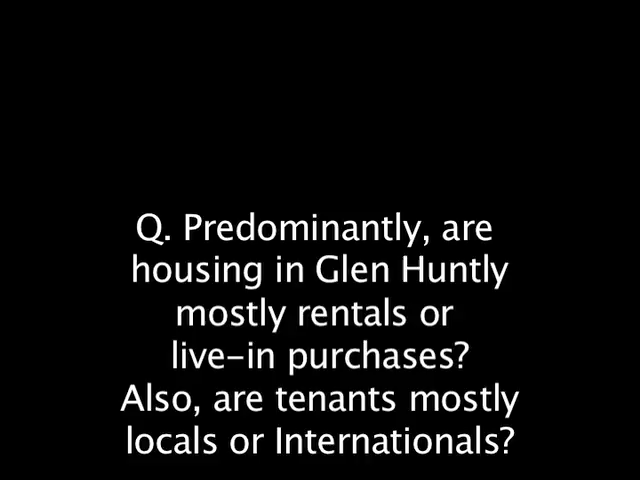 Q. Predominantly, are
housing in Glen Huntly
mostly rentals or
live-in purchases?
Also, are tenants mostly
locals or Internationals?